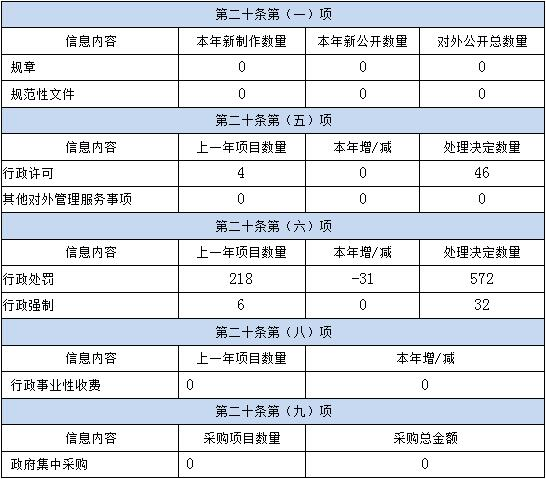 第二十条第（一）项
信息内容 本年新制作数量 本年新公开数量 对外公开总数量
规章 0 0 0
规范性文件 0 0 0
第二十条第（五）项
信息内容 上一年项目数量 本年增/减 处理决定数量
行政许可 4 0 46
其他对外管理服务事项 0 0 0
第二十条第（六）项
信息内容 上一年项目数量 本年增/减 处理决定数量
行政处罚 218 -31 572
行政强制 6 0 32
第二十条第（八）项
信息内容 上一年项目数量 本年增/减
行政事业性收费 0 0
第二十条第（九）项
信息内容 采购项目数量 采购总金额
政府集中采购 0 0